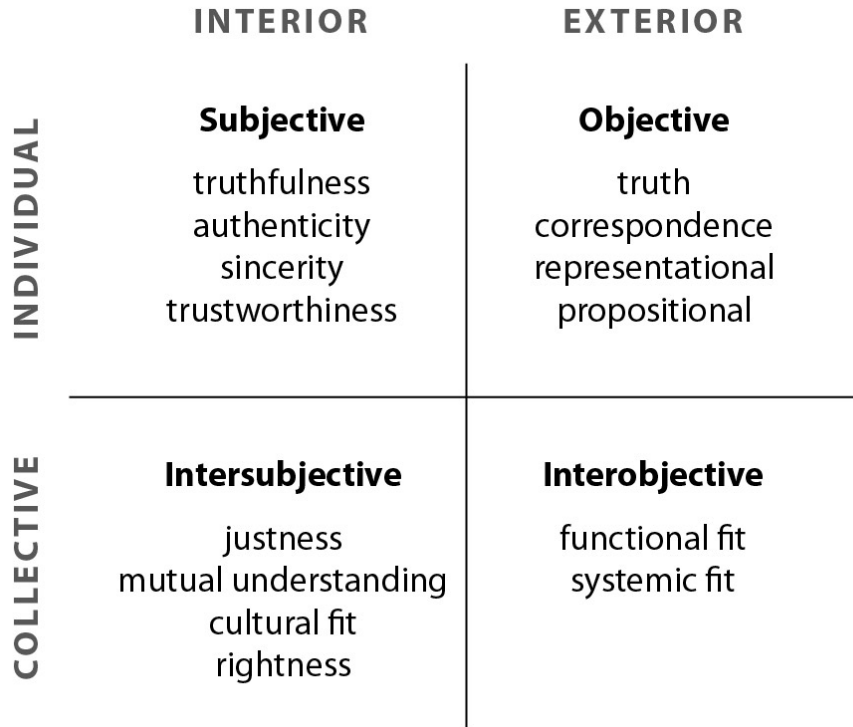 INTERIOR
EXTERIOR
INDIVIDUAL
Subjective
truthfulness
authenticity
sincerity
trustworthiness
Objective
truth
correspondence
representational
propositional
COLLECTIVE
Intersubjective
justness
mutual understanding
cultural fit
rightness
Interobjective
functional fit
systemic fit